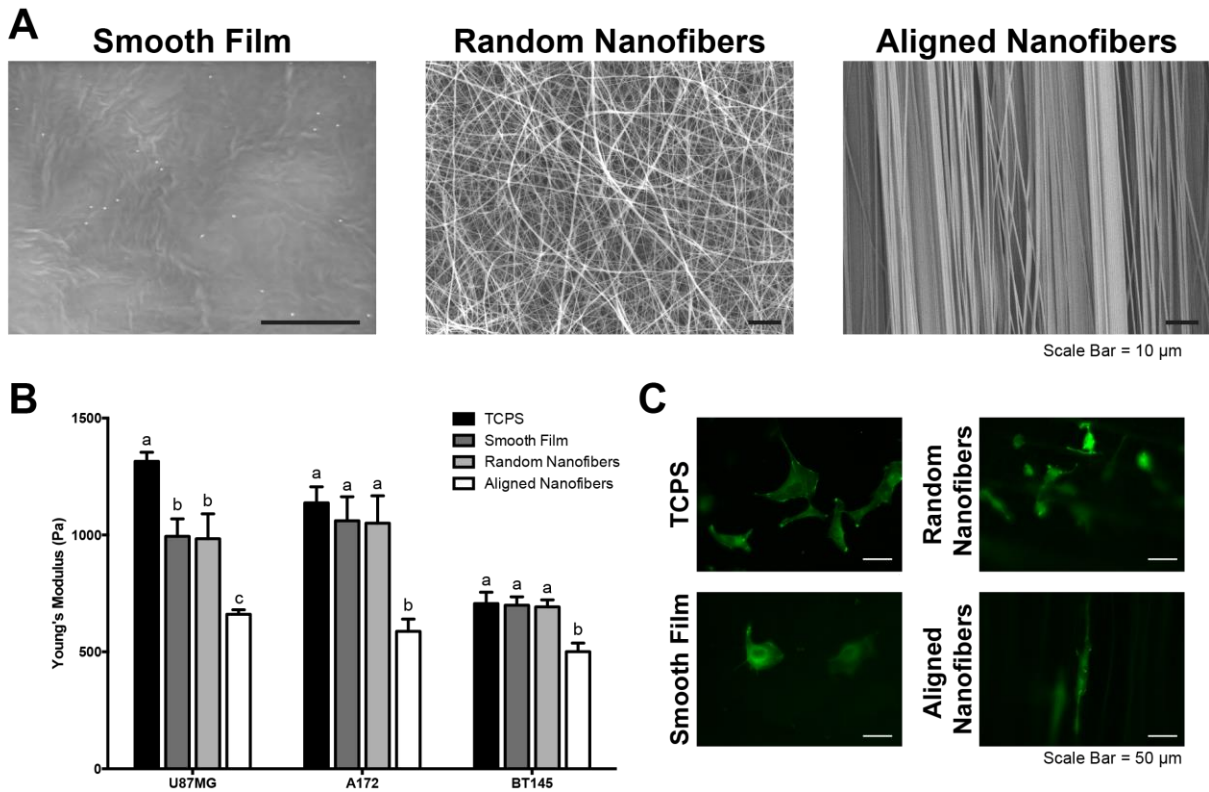 A
Smooth Film
Random Nanofibers
Aligned Nanofibers
Scale Bar = 10 µm
B
1500
1000
500
0
Young's Modulus (Pa)
TCPS
Smooth Film
Random Nanofibers
Aligned Nanofibers
a
b
b
c
a
a
a
b
a
a
a
b
U87MG
A172
BT145
C
TCPS
Random
Nanofibers
Smooth Film
Aligned
Nanofibers
Scale Bar = 50 µm